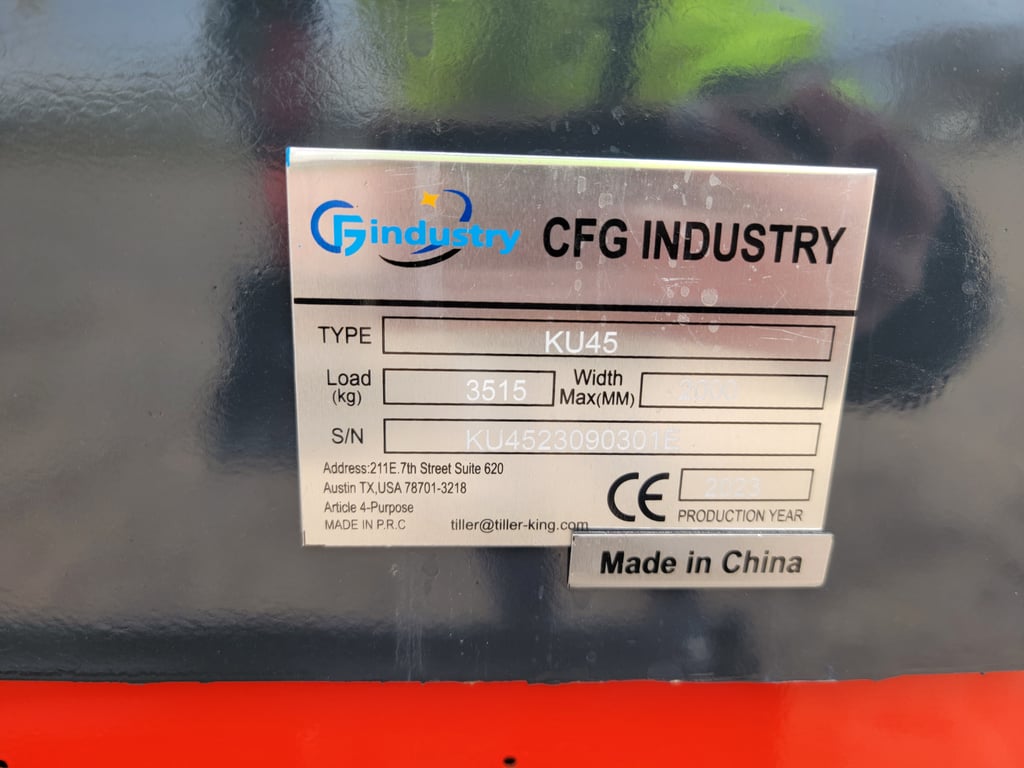 CFG industry CFG INDUSTRY
TYPE KU45
Load (kg) 3515 Width Max(MM)
S/N KU4523090301E
Address:211E.7th Street Suite 620
Austin TX,USA 78701-3218
Article 4-Purpose
MADE IN P.R.C tiller@tiller-king.com
CE 2023
PRODUCTION YEAR
Made in China